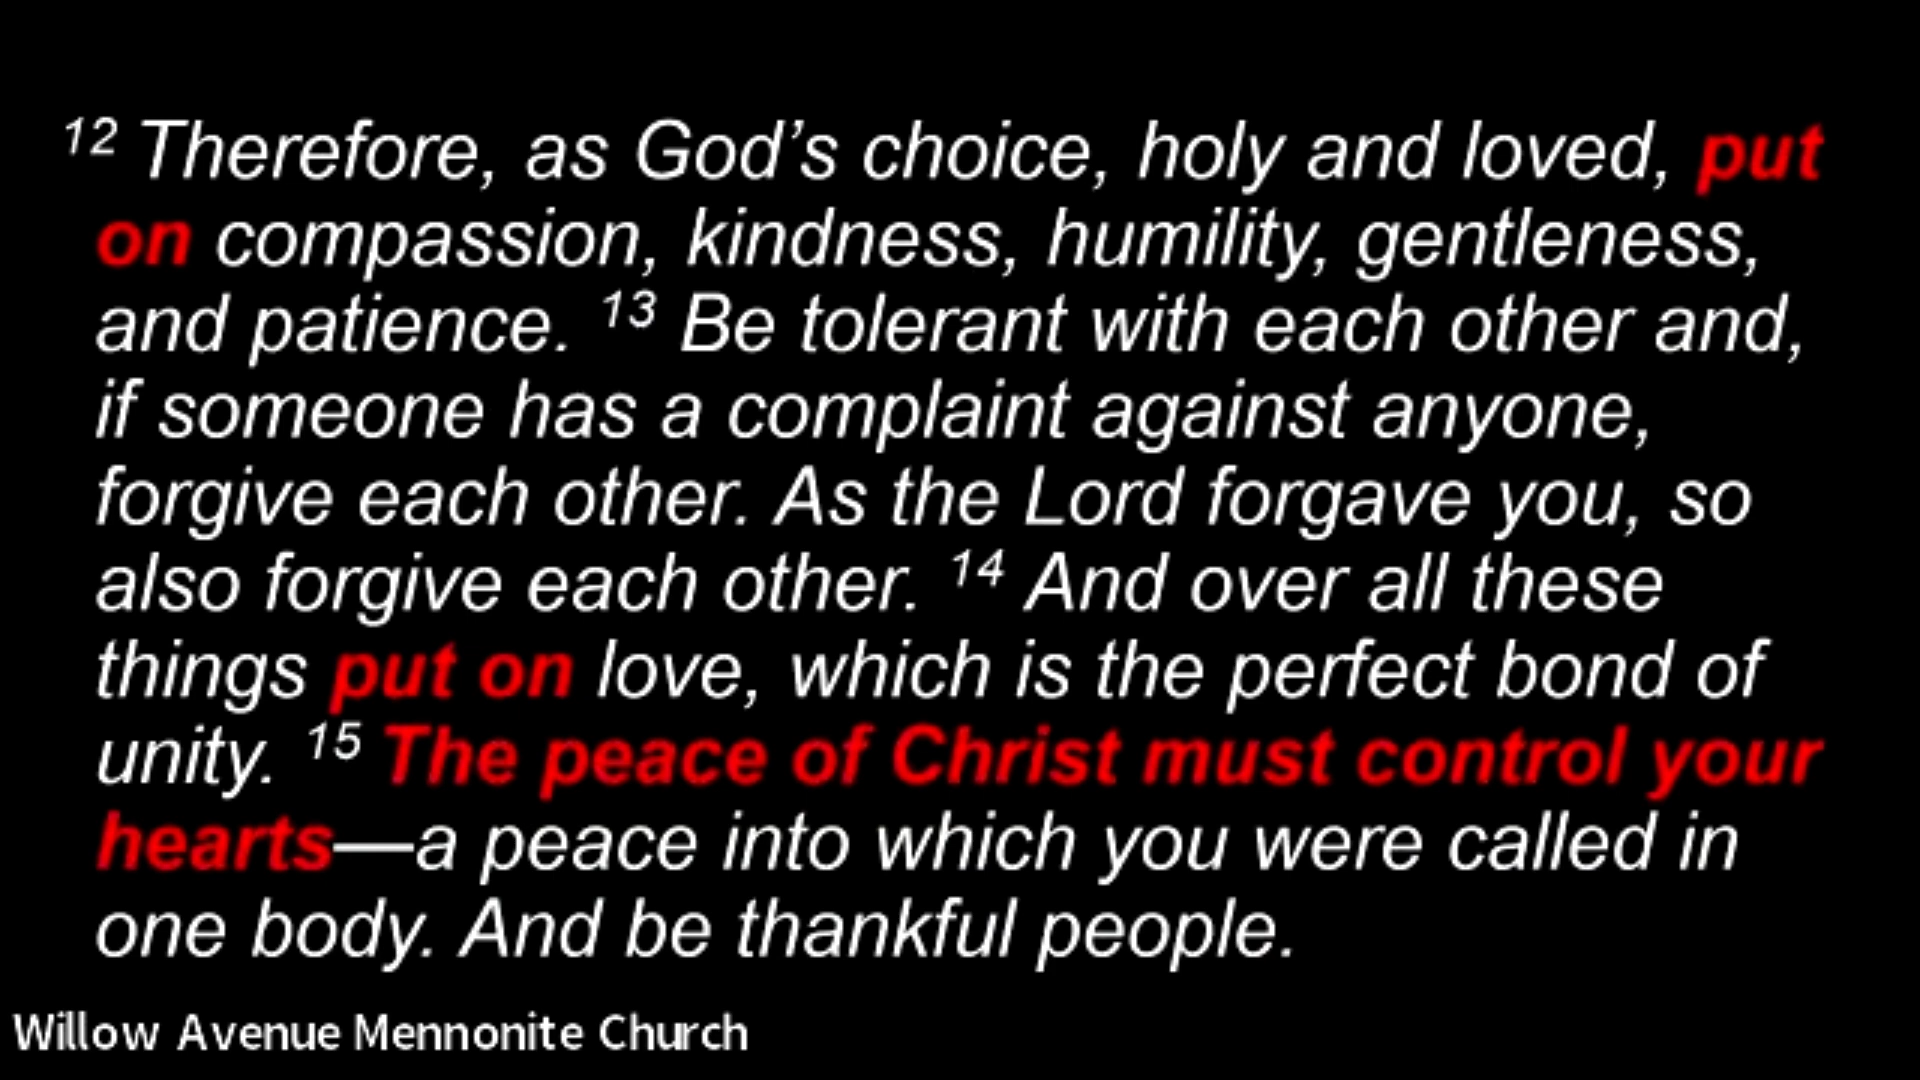 12 Therefore, as God’s choice, holy and loved, put
on compassion, kindness, humility, gentleness,
and patience. 13 Be tolerant with each other and,
if someone has a complaint against anyone,
forgive each other. As the Lord forgave you, so
also forgive each other. 14 And over all these
things put on love, which is the perfect bond of
unity. 15 The peace of Christ must control your
hearts—a peace into which you were called in
one body. And be thankful people.
Willow Avenue Mennonite Church